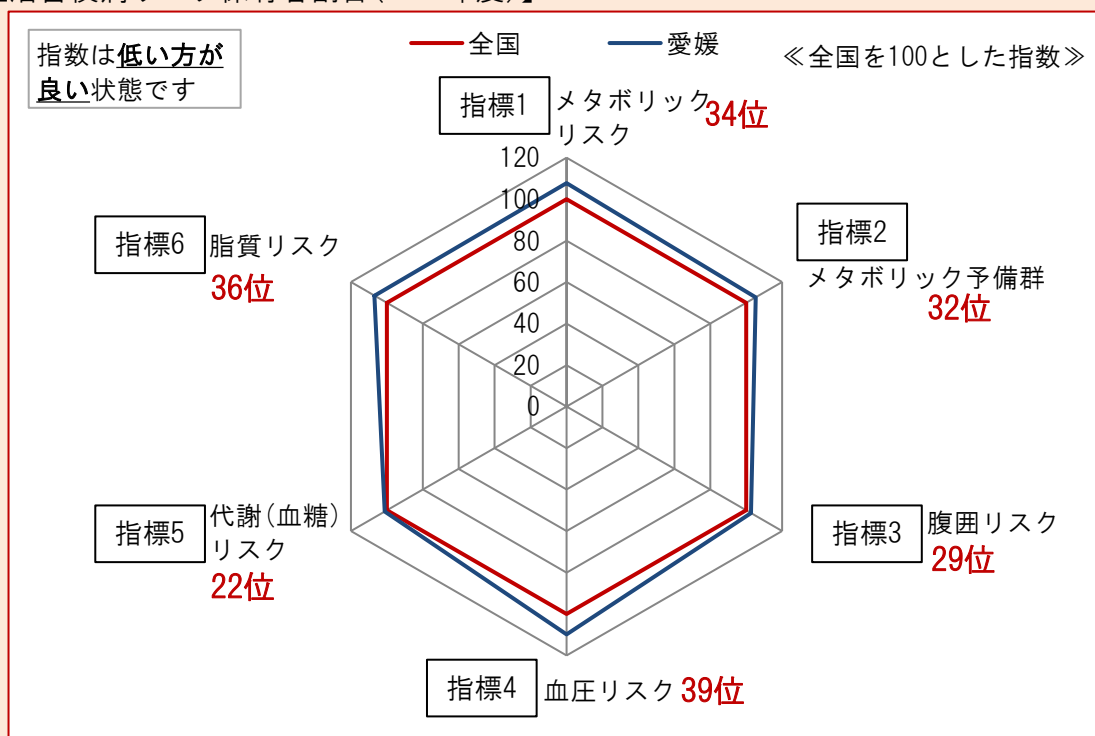 指数は低い方が
良い状態です
全国
愛媛
≪全国を100とした指数≫
指標1
メタボリック
リスク
34位
指標2
メタボリック予備群
32位
指標3
腹囲リスク
29位
指標4
血圧リスク
39位
指標5
代謝(血糖)
リスク
22位
指標6
脂質リスク
36位
120
100
80
60
40
20
0